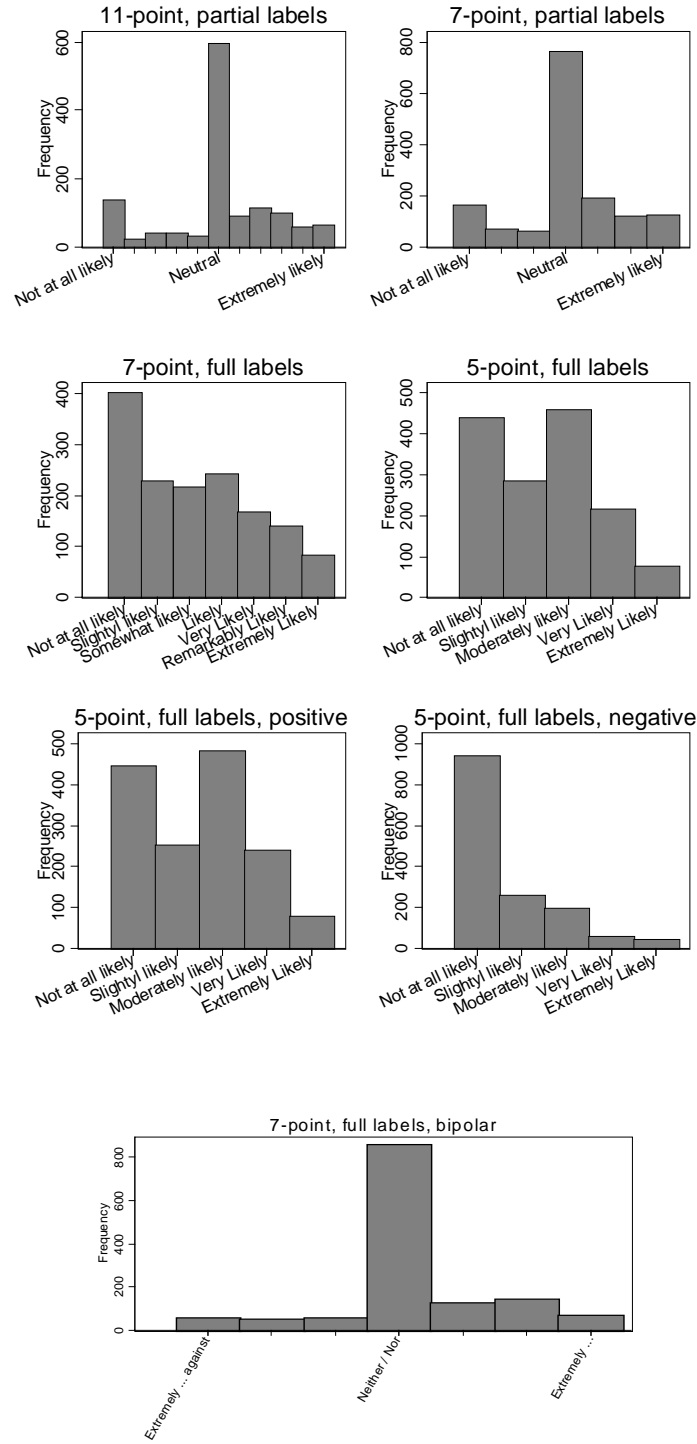 11-point, partial labels
Frequency
600
400
200
0
Not at all likely
Neutral
Extremely likely
7-point, partial labels
Frequency
800
600
400
200
0
Not at all likely
Neutral
Extremely likely
7-point, full labels
Frequency
400
300
200
100
0
Not at all likely
Slightyl likely
Somewhat likely
Likely
Very Likely
Remarkably Likely
Extremely Likely
5-point, full labels
Frequency
500
400
300
200
100
0
Not at all likely
Slightyl likely
Moderately likely
Very Likely
Extremely Likely
5-point, full labels, positive
Frequency
500
400
300
200
100
0
Not at all likely
Slightyl likely
Moderately likely
Very Likely
Extremely Likely
5-point, full labels, negative
Frequency
1000
800
600
400
200
0
Not at all likely
Slightyl likely
Moderately likely
Very Likely
Extremely Likely
7-point, full labels, bipolar
Frequency
800
600
400
200
0
Extremely ... against
Neither / Nor
Extremely ...